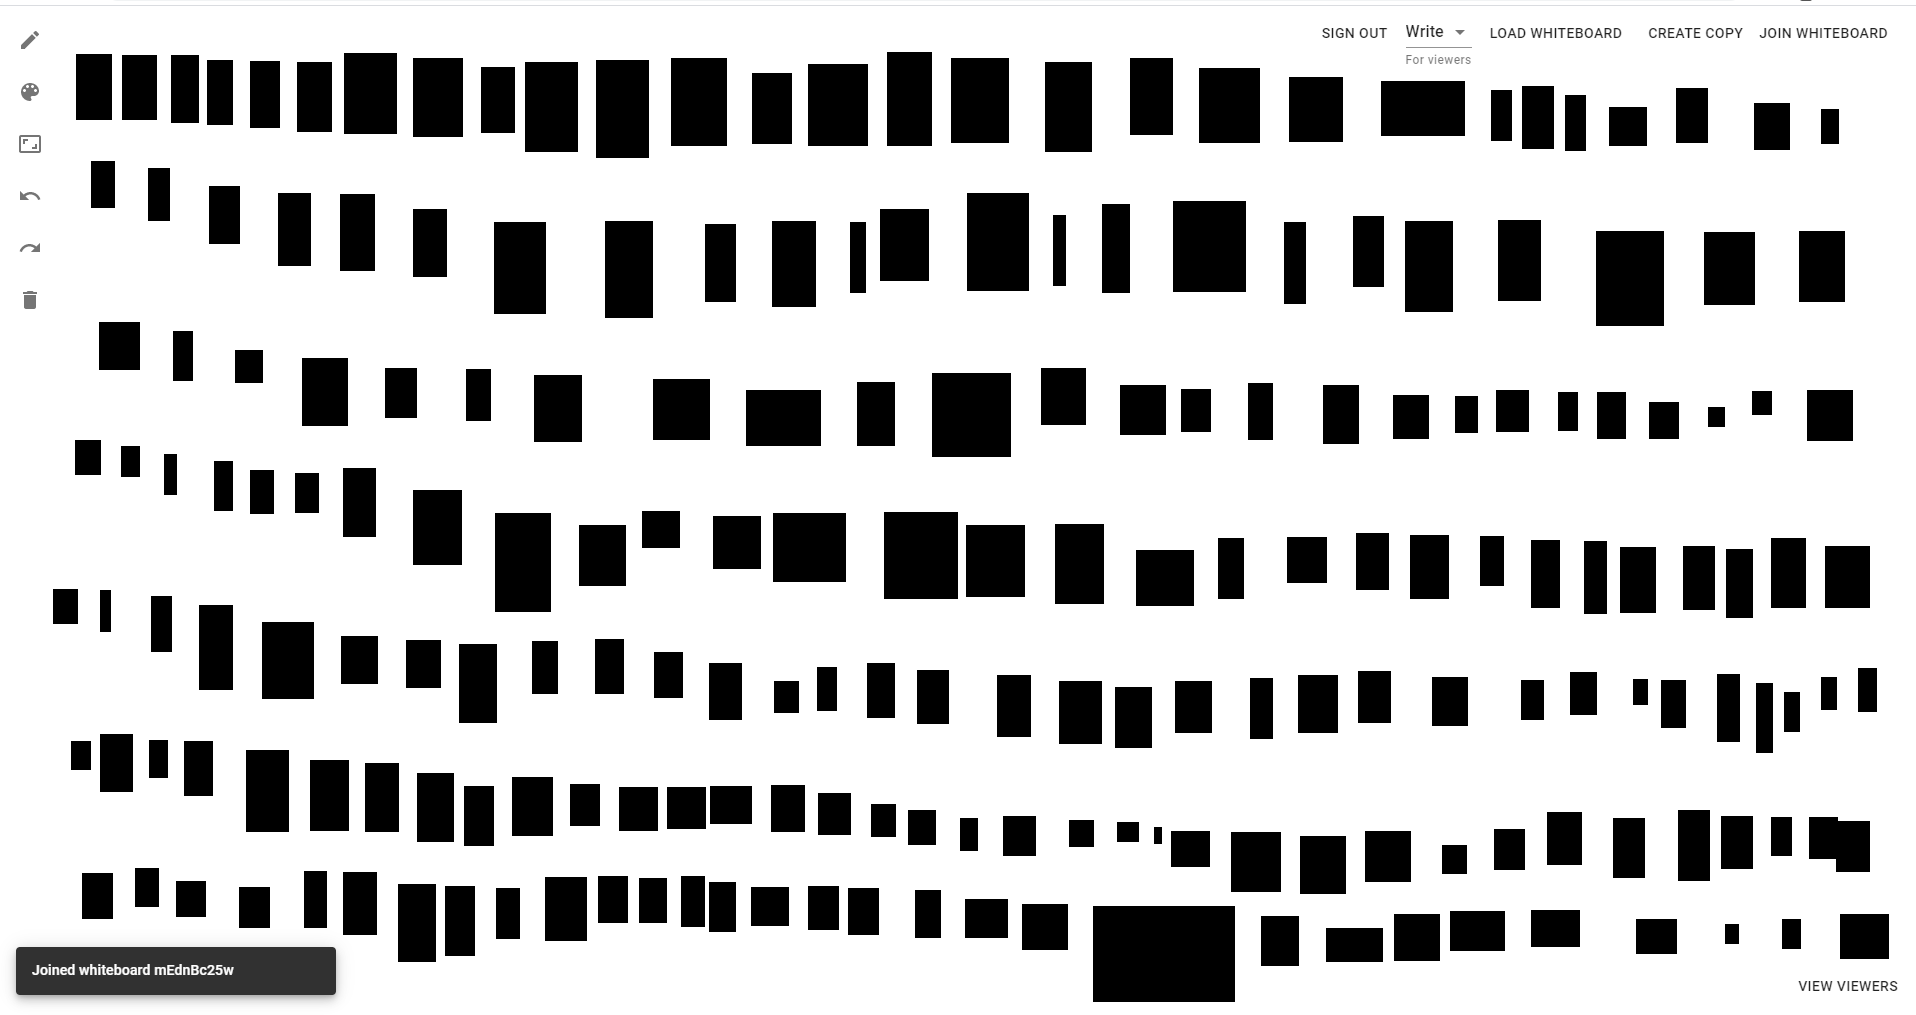 SIGN OUT Write LOAD WHITEBOARD CREATE COPY JOIN WHITEBOARD
For viewers
Joined whiteboard mEdnBc25w
VIEW VIEWERS